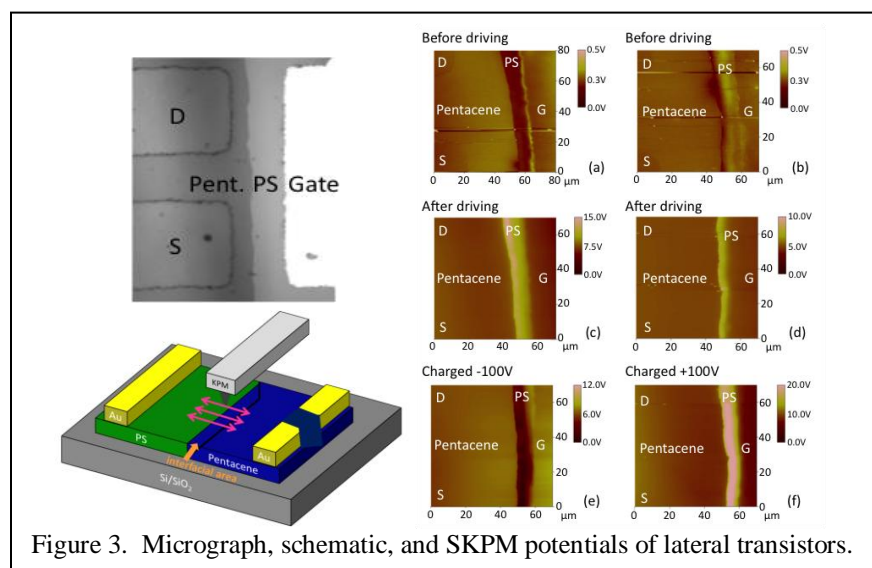 D
Pent. PS Gate
S
KPM
Au
PS
Au
interfacial area
Pentacene
Si/SiO₂
Before driving
D
PS
Pentacene
G
S
80
60
40
20
0
0 20 40 60 80
µm
(a)
0.5V
0.3V
0.0V
Before driving
D
PS
Pentacene
G
S
60
40
20
0
0 20 40 60
µm
(b)
0.5V
0.3V
0.0V
After driving
D
PS
Pentacene
G
S
60
40
20
0
0 20 40 60
µm
(c)
15.0V
7.5V
0.0V
After driving
D
PS
Pentacene
G
S
60
40
20
0
0 20 40 60
µm
(d)
10.0V
5.0V
0.0V
Charged -100V
D
PS
Pentacene
G
S
60
40
20
0
0 20 40 60
µm
(e)
12.0V
6.0V
0.0V
Charged +100V
D
PS
Pentacene
G
S
60
40
20
0
0 20 40 60
µm
(f)
20.0V
10.0V
0.0V
Figure 3. Micrograph, schematic, and SKPM potentials of lateral transistors.